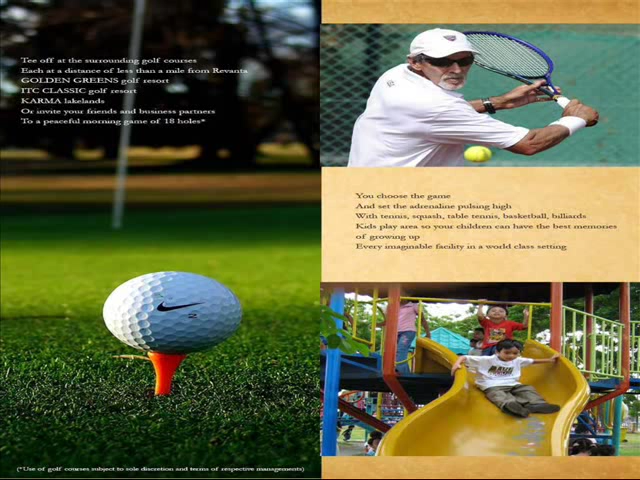 Tee off at the surrounding golf courses
Each at a distance of less than a mile from Revanta
GOLDEN GREENS golf resort
ITC CLASSIC golf resort
KARMA lakelands
Or invite your friends and business partners
To a peaceful morning game of 18 holes*
(*Use of golf courses subject to sole discretion and terms of respective managements)
You choose the game
And set the adrenaline pulsing high
With tennis, squash, table tennis, basketball, billiards
Kids play area so your children can have the best memories
of growing up
Every imaginable facility in a world class setting